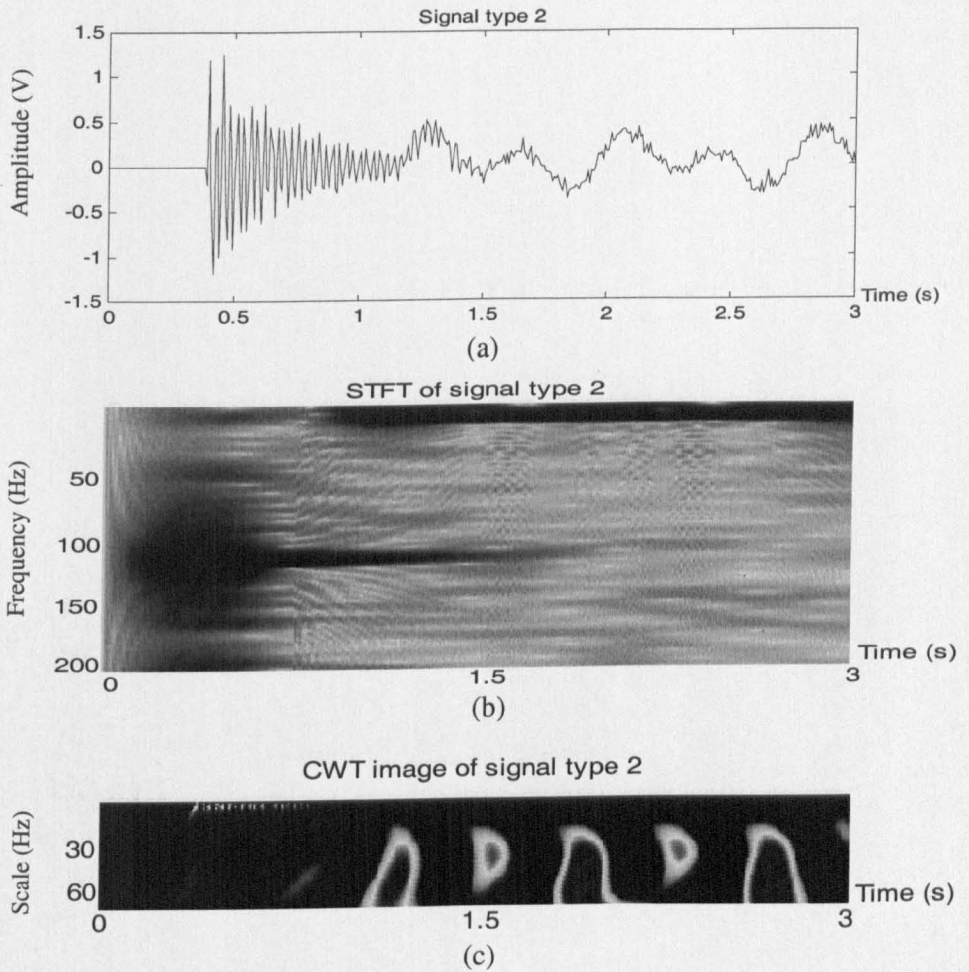 Signal type 2
1.5
1
0.5
0
-0.5
-1
-1.5
Amplitude (V)
0
0.5
1
1.5
2
2.5
3
Time (s)
(a)
STFT of signal type 2
50
100
150
200
Frequency (Hz)
0
1.5
3
Time (s)
(b)
CWT image of signal type 2
30
60
Scale (Hz)
0
1.5
3
Time (s)
(c)